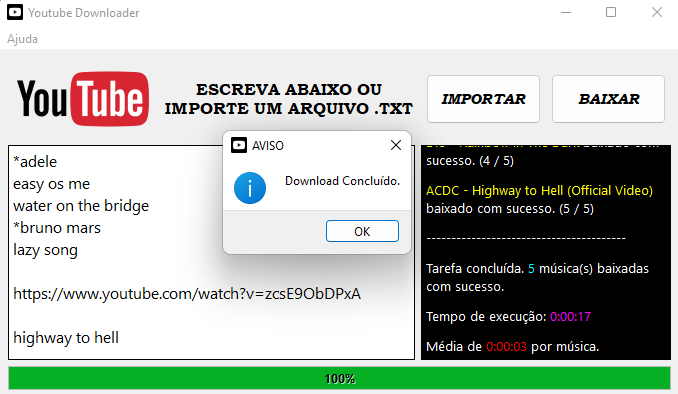 Youtube Downloader
Ajuda
YouTube
ESCREVA ABAIXO OU
IMPORTE UM ARQUIVO .TXT
IMPORTAR
BAIXAR
*adele
easy os me
water on the bridge
*bruno mars
lazy song
https://www.youtube.com/watch?v=zcsE9ObDPxA
highway to hell
AVISO
Download Concluído.
OK
baixado com
sucesso. (4 / 5)
ACDC - Highway to Hell (Official Video)
baixado com sucesso. (5 / 5)
----------------------------------------
Tarefa concluída. 5 música(s) baixadas
com sucesso.
Tempo de execução: 0:00:17
Média de 0:00:03 por música.
100%